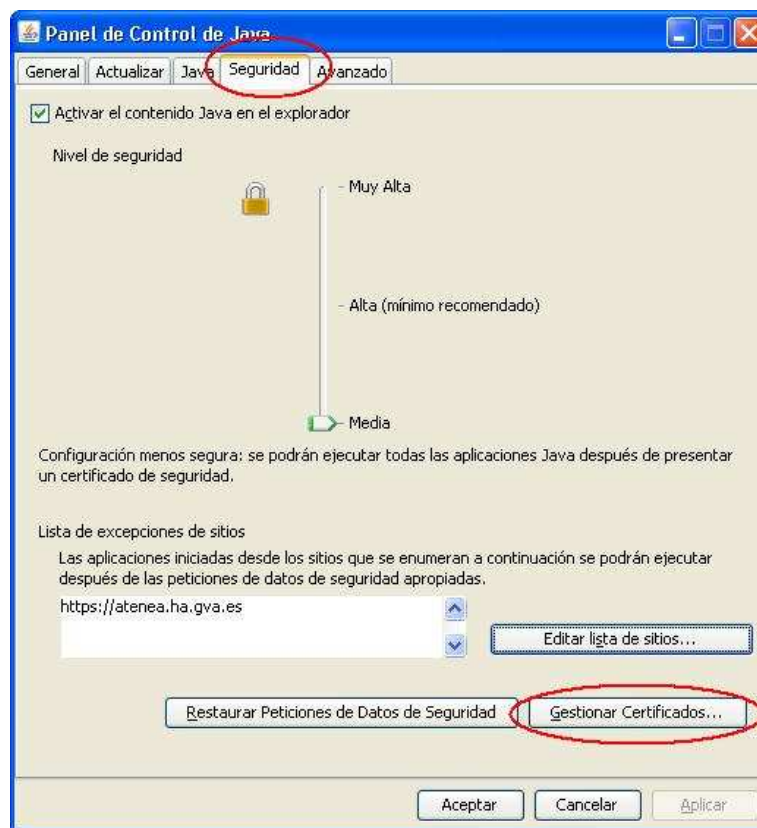 Panel de Control de Java
General Actualizar Java Seguridad Avanzado
Activar el contenido Java en el explorador
Nivel de seguridad
- Muy Alta
- Alta (mínimo recomendado)
- Media
Configuración menos segura: se podrán ejecutar todas las aplicaciones Java después de presentar
un certificado de seguridad.
Lista de excepciones de sitios
Las aplicaciones iniciadas desde los sitios que se enumeran a continuación se podrán ejecutar
después de las peticiones de datos de seguridad apropiadas.
https://atenea.ha.gva.es
Editar lista de sitios...
Restaurar Peticiones de Datos de Seguridad Gestionar Certificados...
Aceptar Cancelar Aplicar